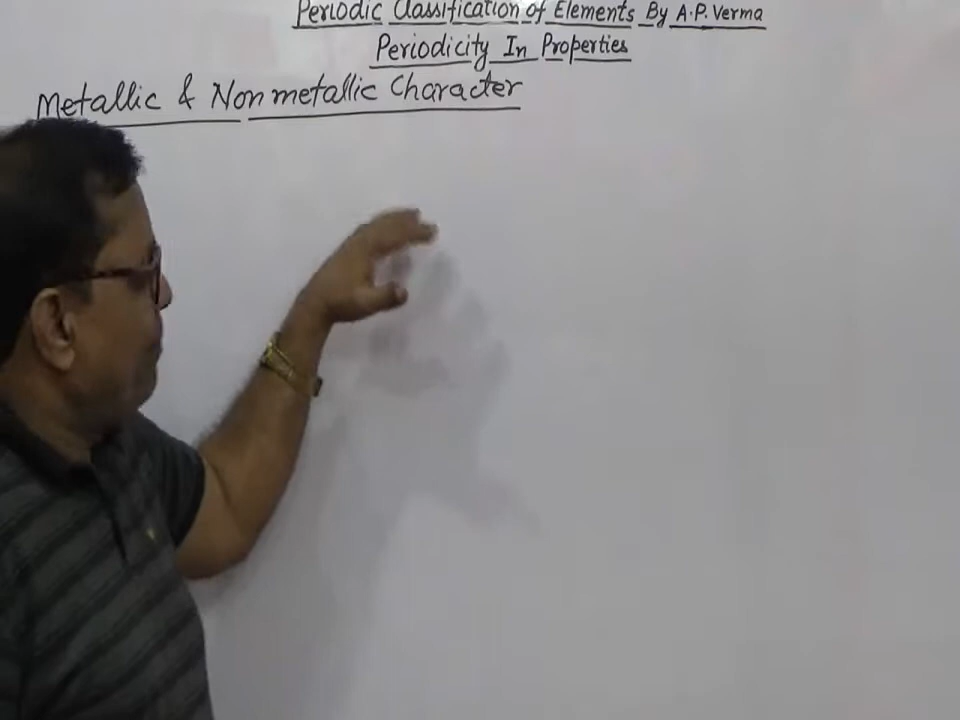 Periodic Classification of Elements By A.P. Verma
Periodicity In Properties
Metallic & Nonmetallic Character